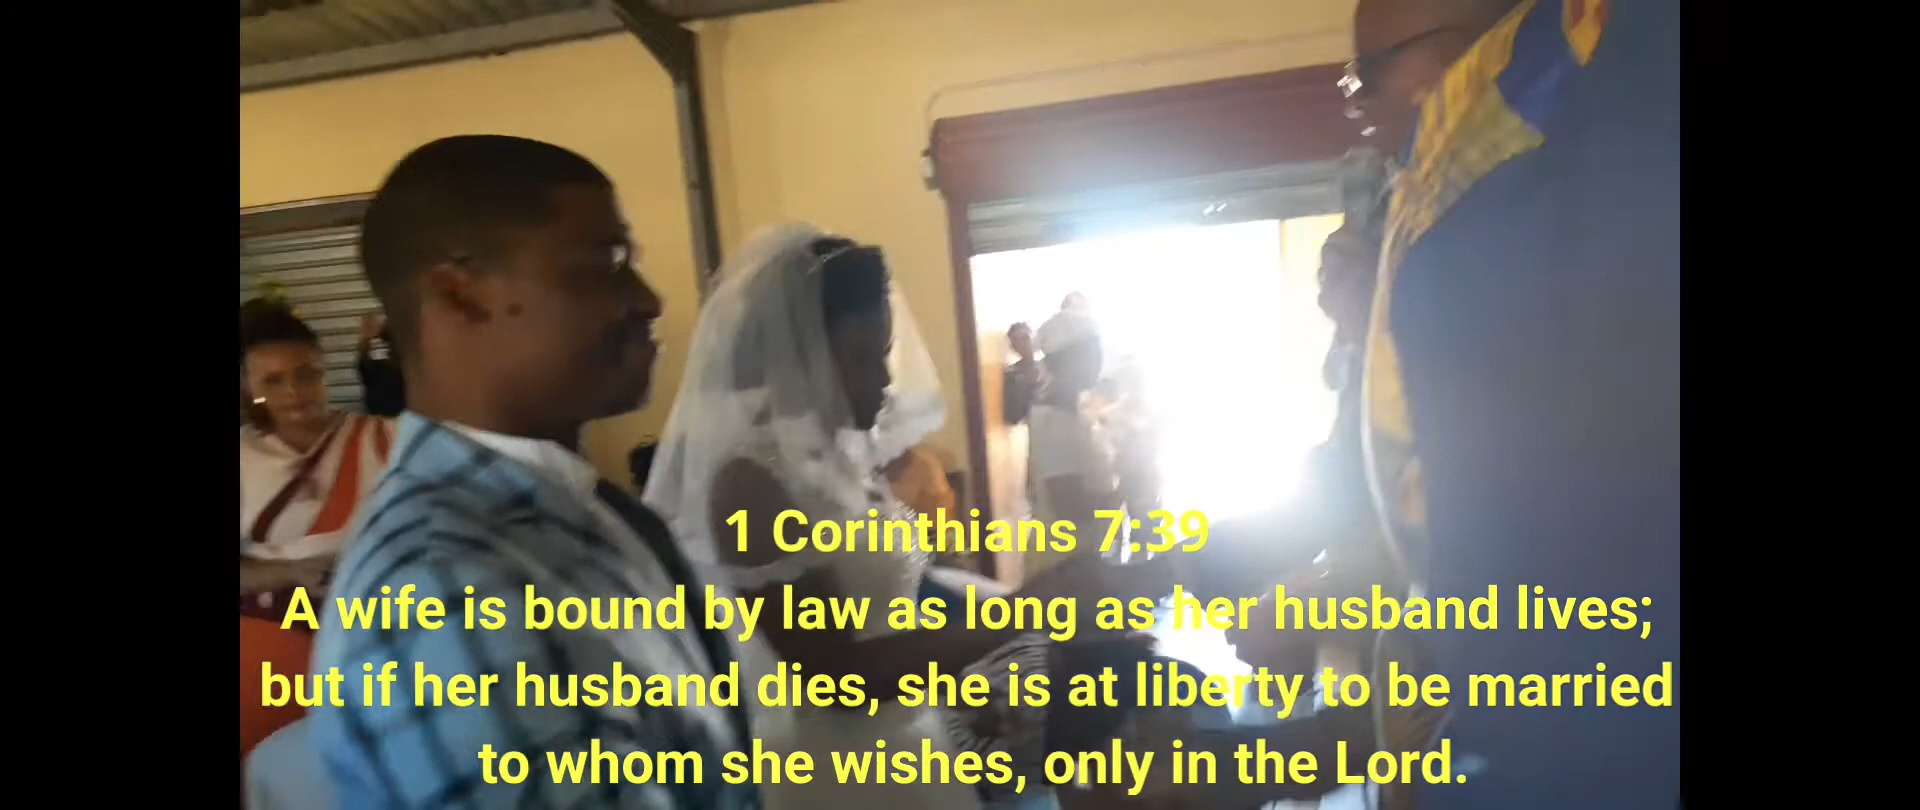 1 Corinthians 7:39
A wife is bound by law as long as her husband lives;
but if her husband dies, she is at liberty to be married
to whom she wishes, only in the Lord.